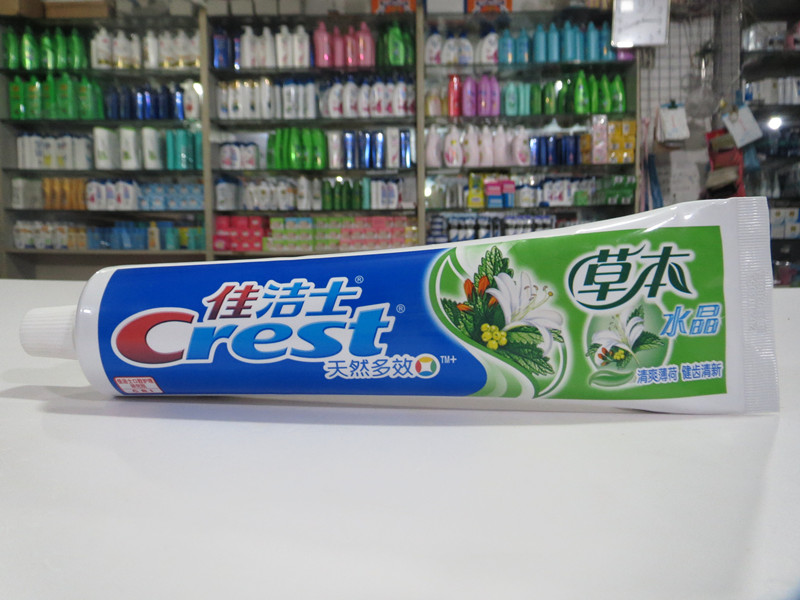 佳洁士®
Crest®
天然多效 TM+
草本
水晶
清爽薄荷 健齿清新